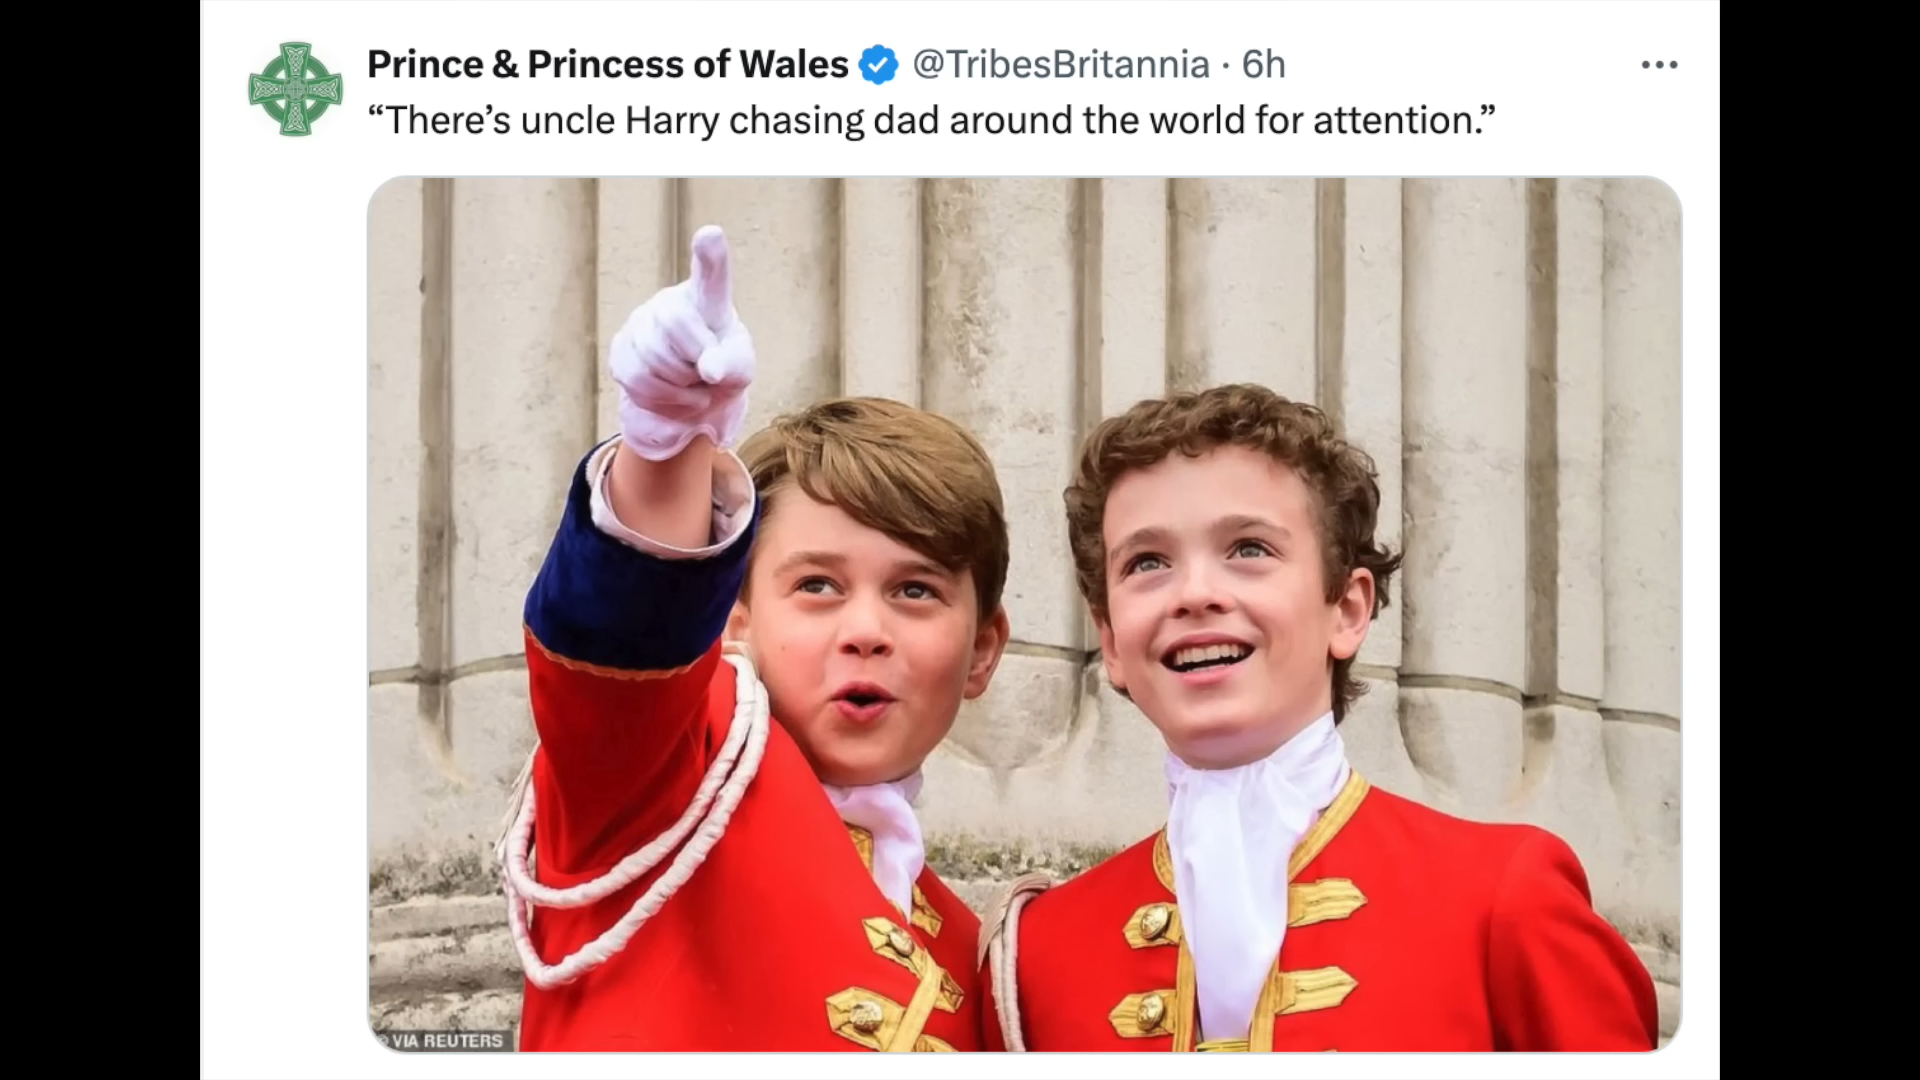 Prince & Princess of Wales @TribesBritannia · 6h
“There’s uncle Harry chasing dad around the world for attention.”
VIA REUTERS